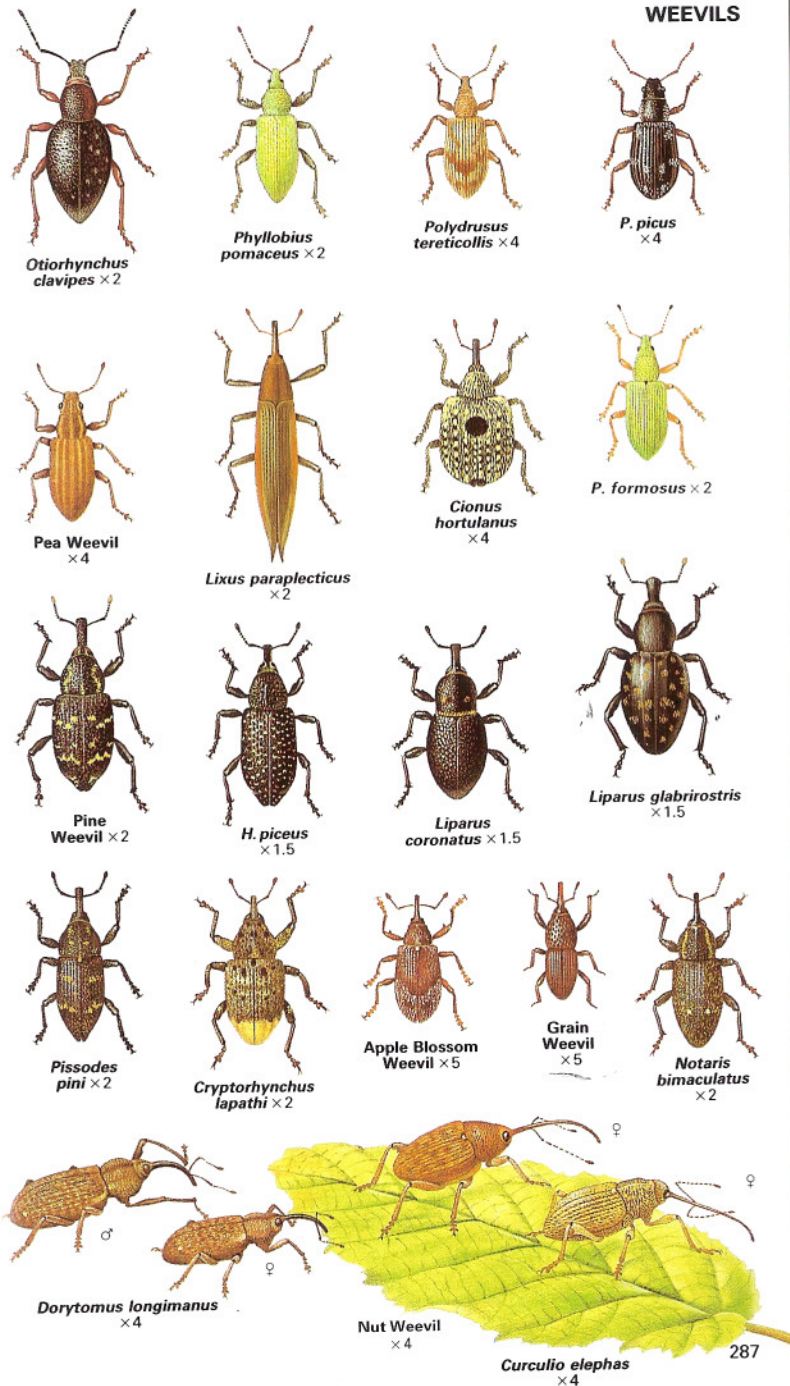 WEEVILS
Otiorhynchus
clavipes ×2
Phyllobius
pomaceus ×2
Polydrusus
tereticollis ×4
P. picus
×4
Pea Weevil
×4
Lixus paraplecticus
×2
Cionus
hortulanus
×4
P. formosus ×2
Pine
Weevil ×2
H. piceus
×1.5
Liparus
coronatus ×1.5
Liparus glabrirostris
×1.5
Pissodes
pini ×2
Cryptorhynchus
lapathi ×2
Apple Blossom
Weevil ×5
Grain
Weevil
×5
Notaris
bimaculatus
×2
♂
♀
Dorytomus longimanus
×4
♀
Nut Weevil
×4
♀
Curculio elephas
×4
287